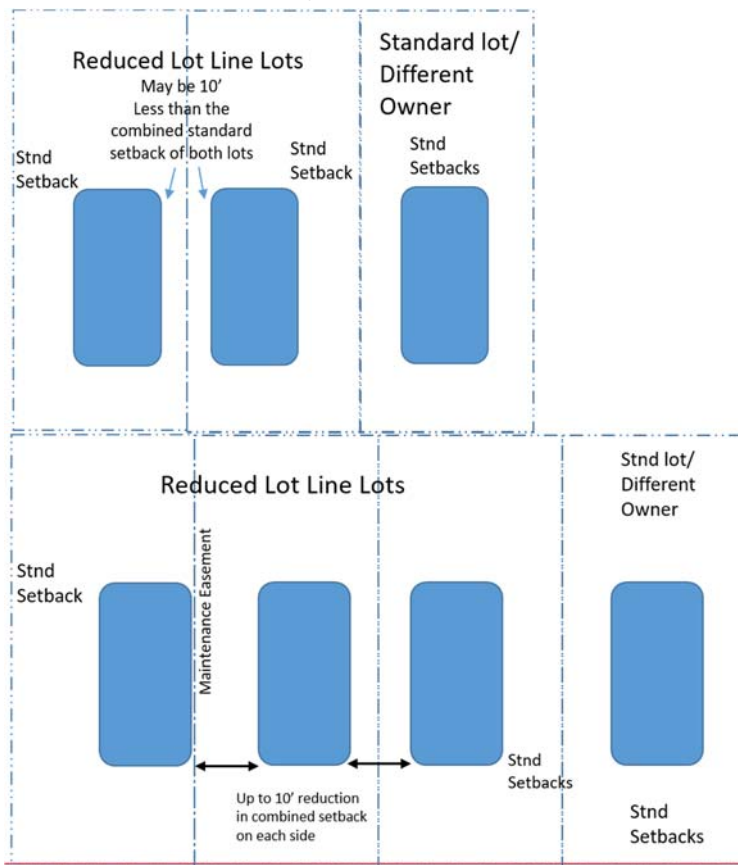 Reduced Lot Line Lots
May be 10'
Less than the
combined standard
setback of both lots
Stnd
Setback
Stnd
Setback
Standard lot/
Different
Owner
Stnd
Setbacks
Reduced Lot Line Lots
Stnd lot/
Different
Owner
Stnd
Setback
Maintenance Easement
Up to 10' reduction
in combined setback
on each side
Stnd
Setbacks
Stnd
Setbacks